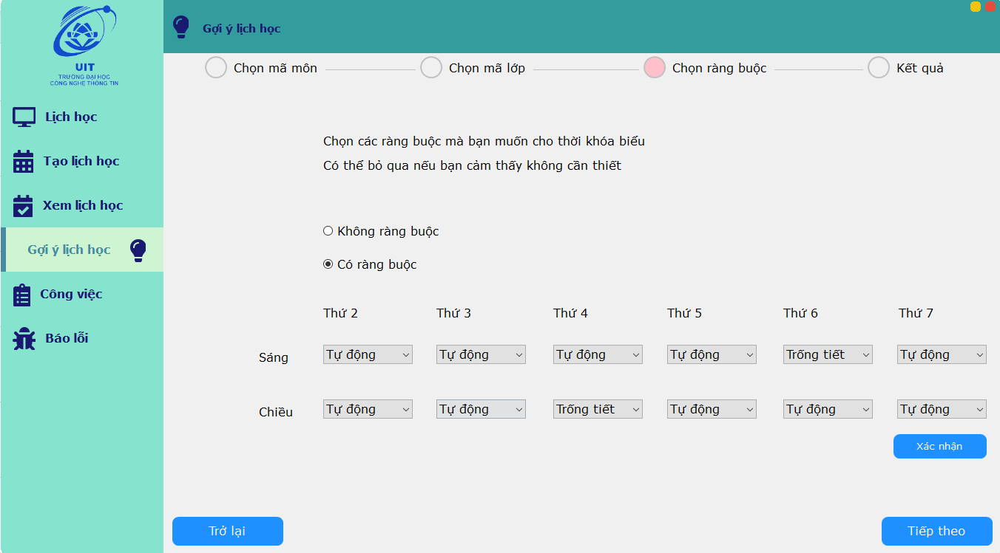 UIT
TRƯỜNG ĐẠI HỌC
CÔNG NGHỆ THÔNG TIN
Lịch học
Tạo lịch học
Xem lịch học
Gợi ý lịch học
Công việc
Báo lỗi
Gợi ý lịch học
Chọn mã môn
Chọn mã lớp
Chọn ràng buộc
Kết quả
Chọn các ràng buộc mà bạn muốn cho thời khóa biểu
Có thể bỏ qua nếu bạn cảm thấy không cần thiết
Không ràng buộc
Có ràng buộc
Thứ 2 Thứ 3 Thứ 4 Thứ 5 Thứ 6 Thứ 7
Sáng Tự động Tự động Tự động Tự động Trống tiết Tự động
Chiều Tự động Tự động Trống tiết Tự động Tự động Tự động
Xác nhận
Trở lại
Tiếp theo